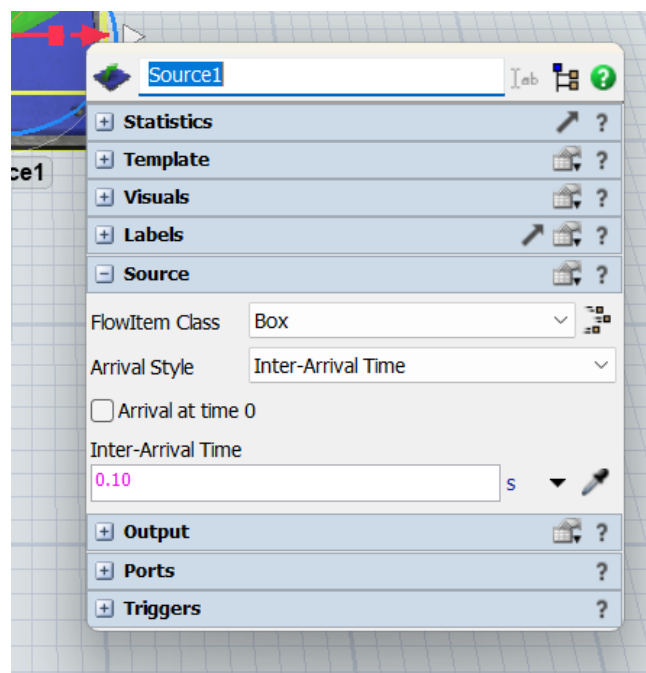 Source1
ab
Statistics
?
Template
?
ce1
Visuals
?
Labels
?
Source
?
FlowItem Class
Box
Arrival Style
Inter-Arrival Time
Arrival at time 0
Inter-Arrival Time
0.10
s
Output
?
Ports
?
Triggers
?